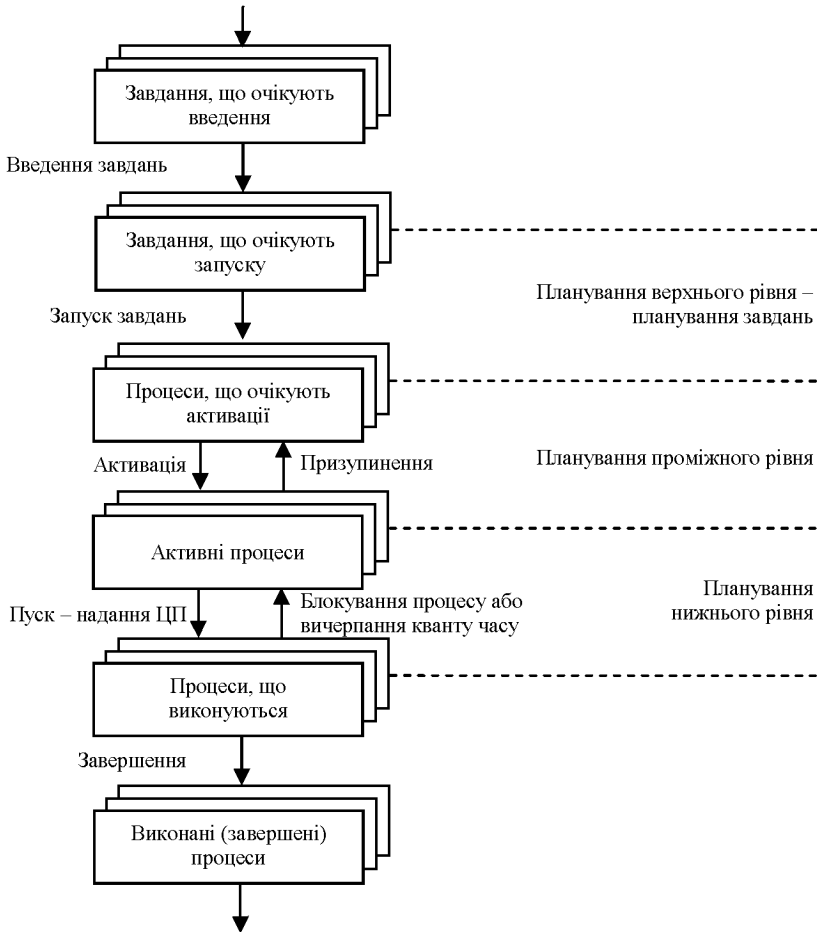 Завдання, що очікують
введення
Введення завдань
Завдання, що очікують
запуску
Запуск завдань
Планування верхнього рівня –
планування завдань
Процеси, що очікують
активації
Активація
Призупинення
Планування проміжного рівня
Активні процеси
Пуск – надання ЦП
Блокування процесу або
вичерпання кванту часу
Планування
нижнього рівня
Процеси, що
виконуються
Завершення
Виконані (завершені)
процеси